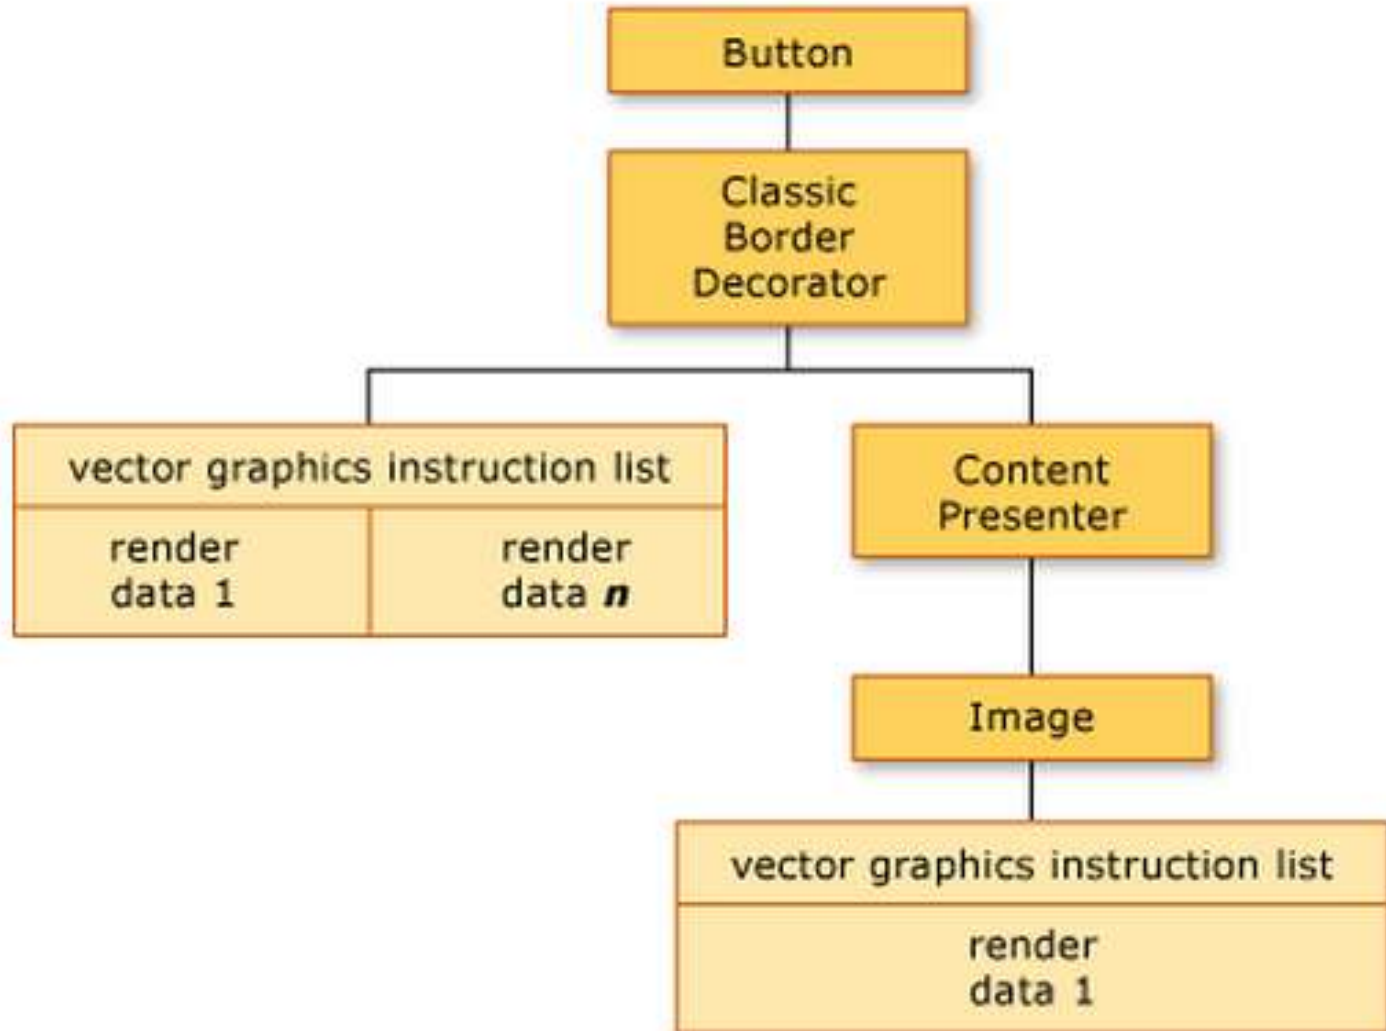 Button
Classic
Border
Decorator
vector graphics instruction list
render
data 1
render
data n
Content
Presenter
Image
vector graphics instruction list
render
data 1